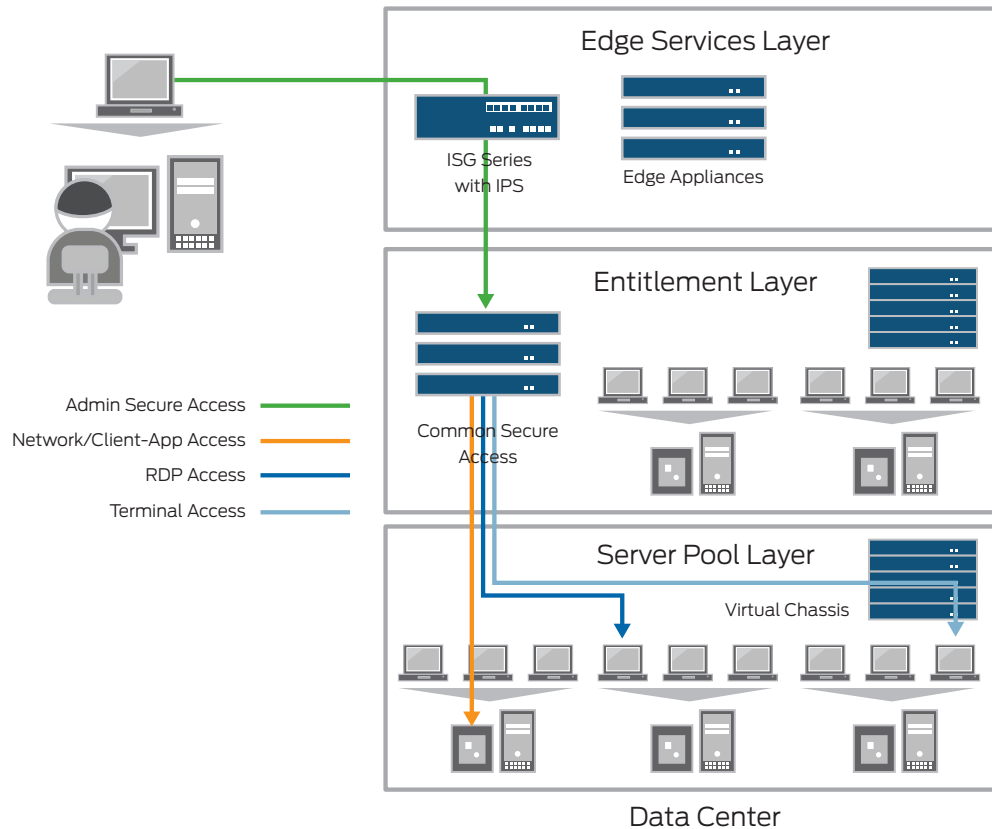 Edge Services Layer
ISG Series
with IPS
Edge Appliances
Entitlement Layer
Common Secure
Access
Admin Secure Access
Network/Client-App Access
RDP Access
Terminal Access
Server Pool Layer
Virtual Chassis
Data Center